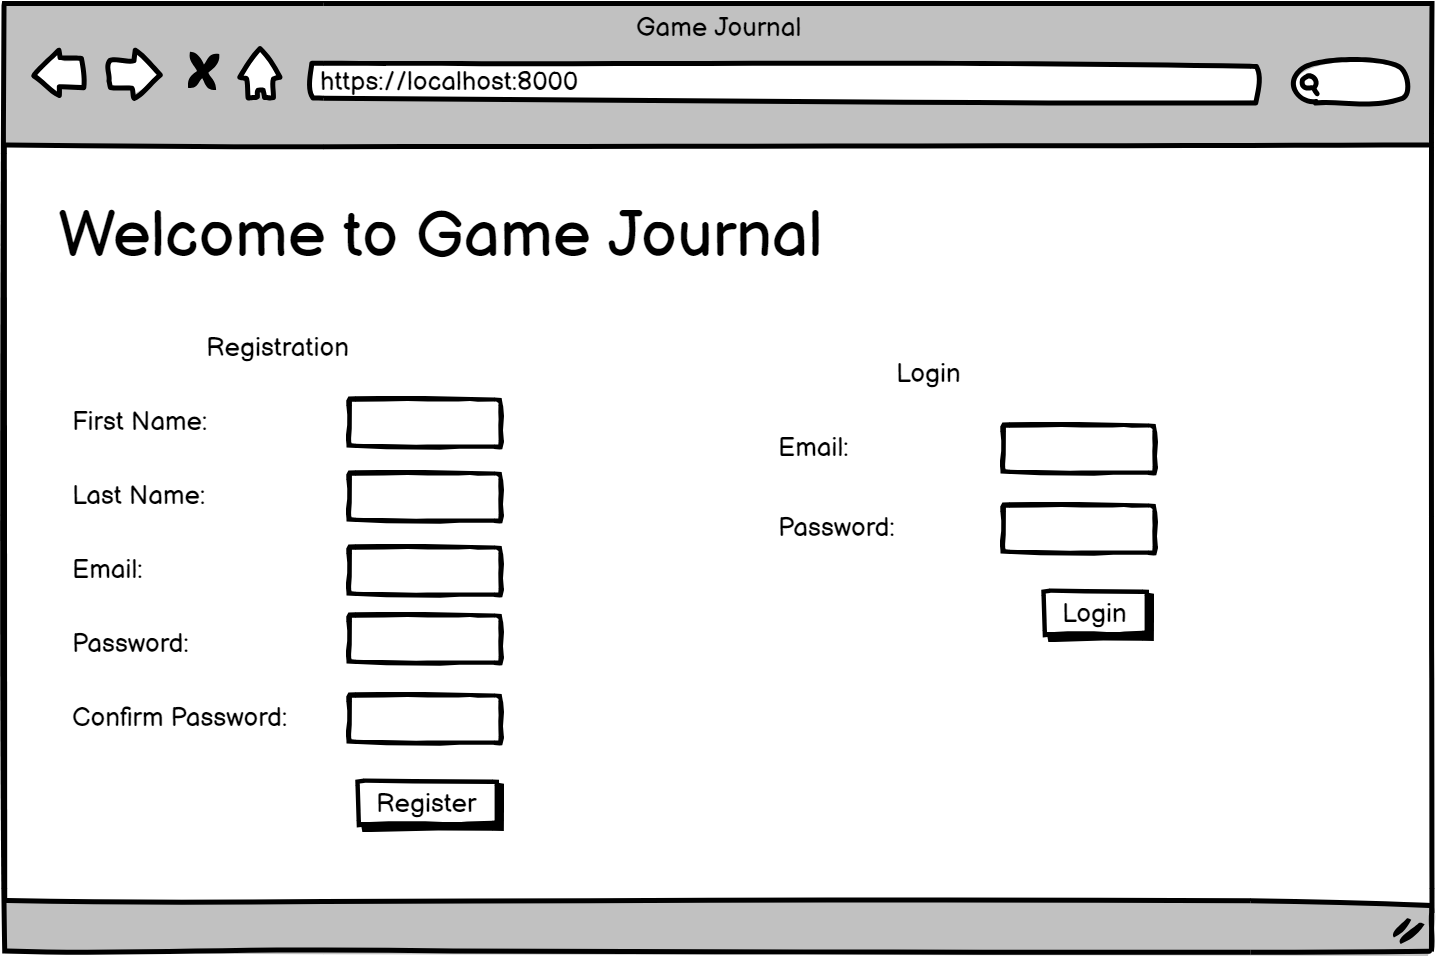 Game Journal
https://localhost:8000
Welcome to Game Journal
Registration
First Name:
Last Name:
Email:
Password:
Confirm Password:
Register
Login
Email:
Password:
Login